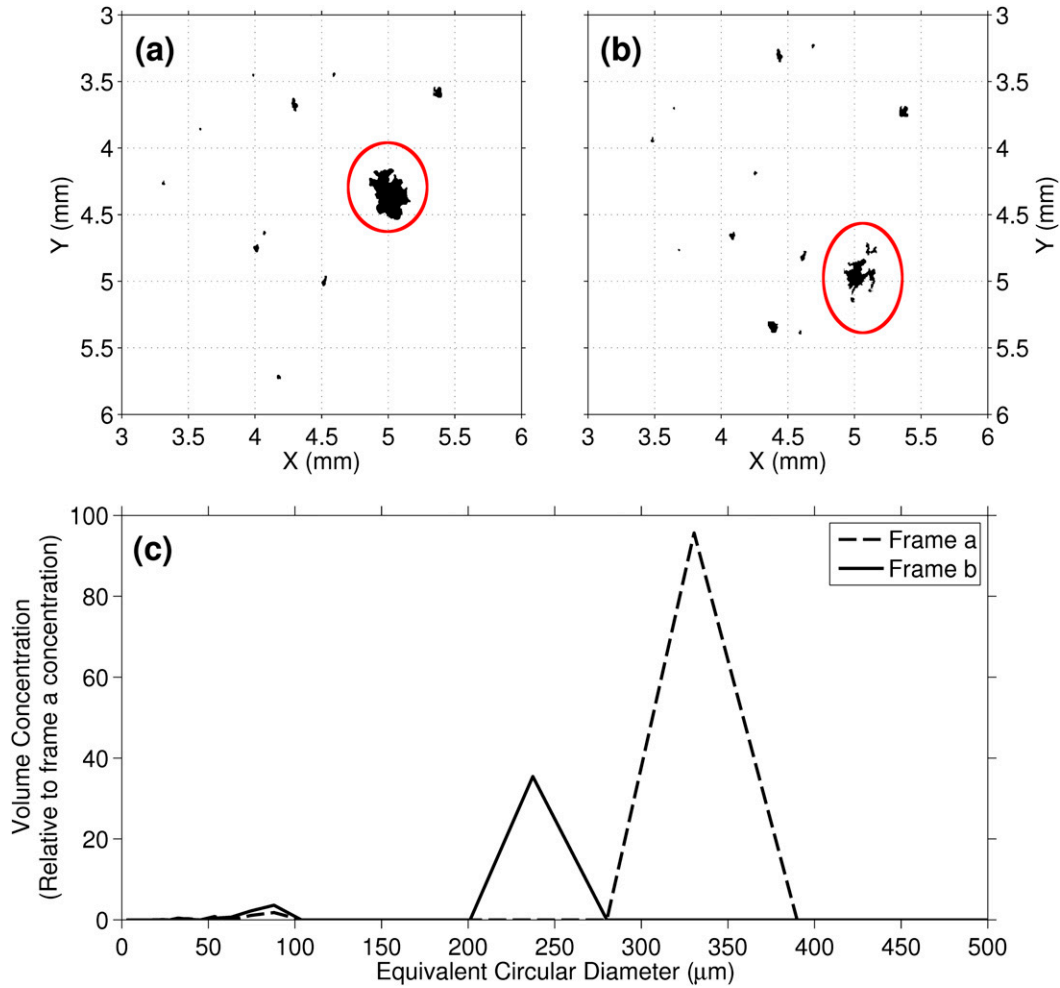 (a)
3
3.5
4
4.5
5
5.5
6
Y (mm)
3 3.5 4 4.5 5 5.5 6
X (mm)
(b)
3
3.5
4
4.5
5
5.5
6
Y (mm)
3 3.5 4 4.5 5 5.5 6
X (mm)
(c)
100
80
60
40
20
0
Volume Concentration
(Relative to frame a concentration)
Frame a
Frame b
0 50 100 150 200 250 300 350 400 450 500
Equivalent Circular Diameter (μm)